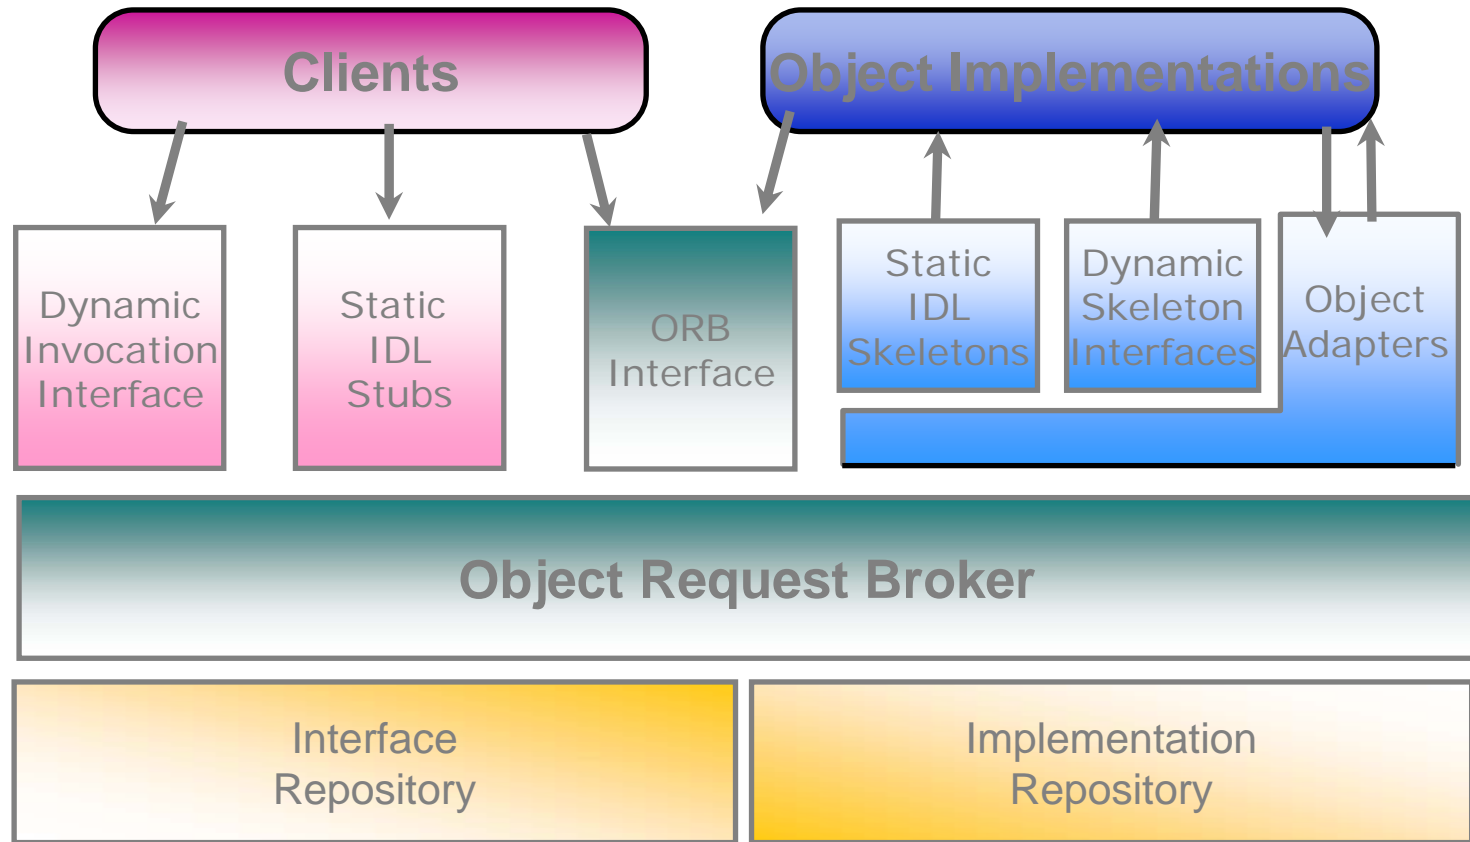 Clients
Object Implementations
Dynamic
Invocation
Interface
Static
IDL
Stubs
ORB
Interface
Static
IDL
Skeletons
Dynamic
Skeleton
Interfaces
Object
Adapters
Object Request Broker
Interface
Repository
Implementation
Repository